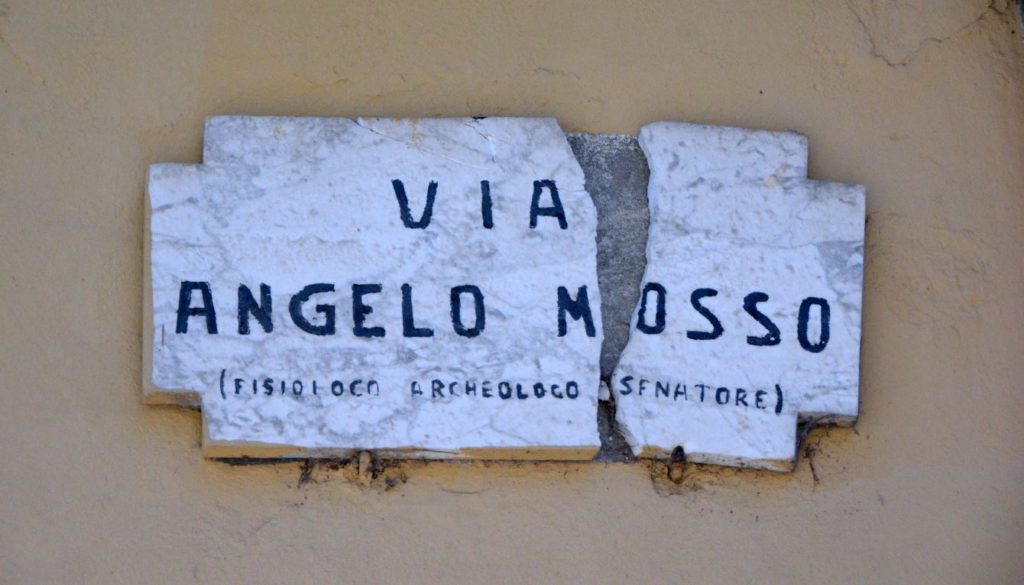 VIA
ANGELO MOSSO
(FISIOLOGO ARCHEOLOGO SENATORE)